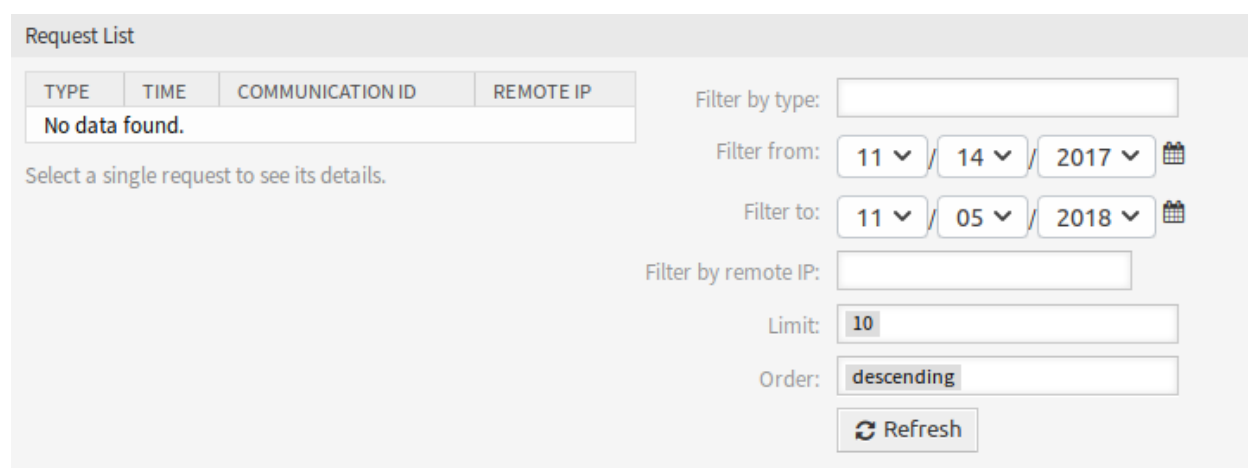 Request List
TYPE TIME COMMUNICATION ID REMOTE IP
No data found.
Select a single request to see its details.
Filter by type:
Filter from: 11 / 14 / 2017
Filter to: 11 / 05 / 2018
Filter by remote IP:
Limit: 10
Order: descending
Refresh